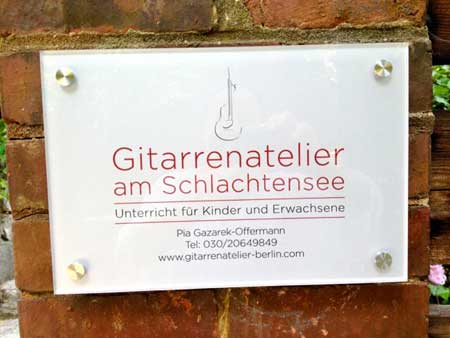 Gitarrenatelier
am Schlachtensee
Unterricht für Kinder und Erwachsene
Pia Gazarek-Offermann
Tel: 030/20649849
www.gitarrenatelier-berlin.com